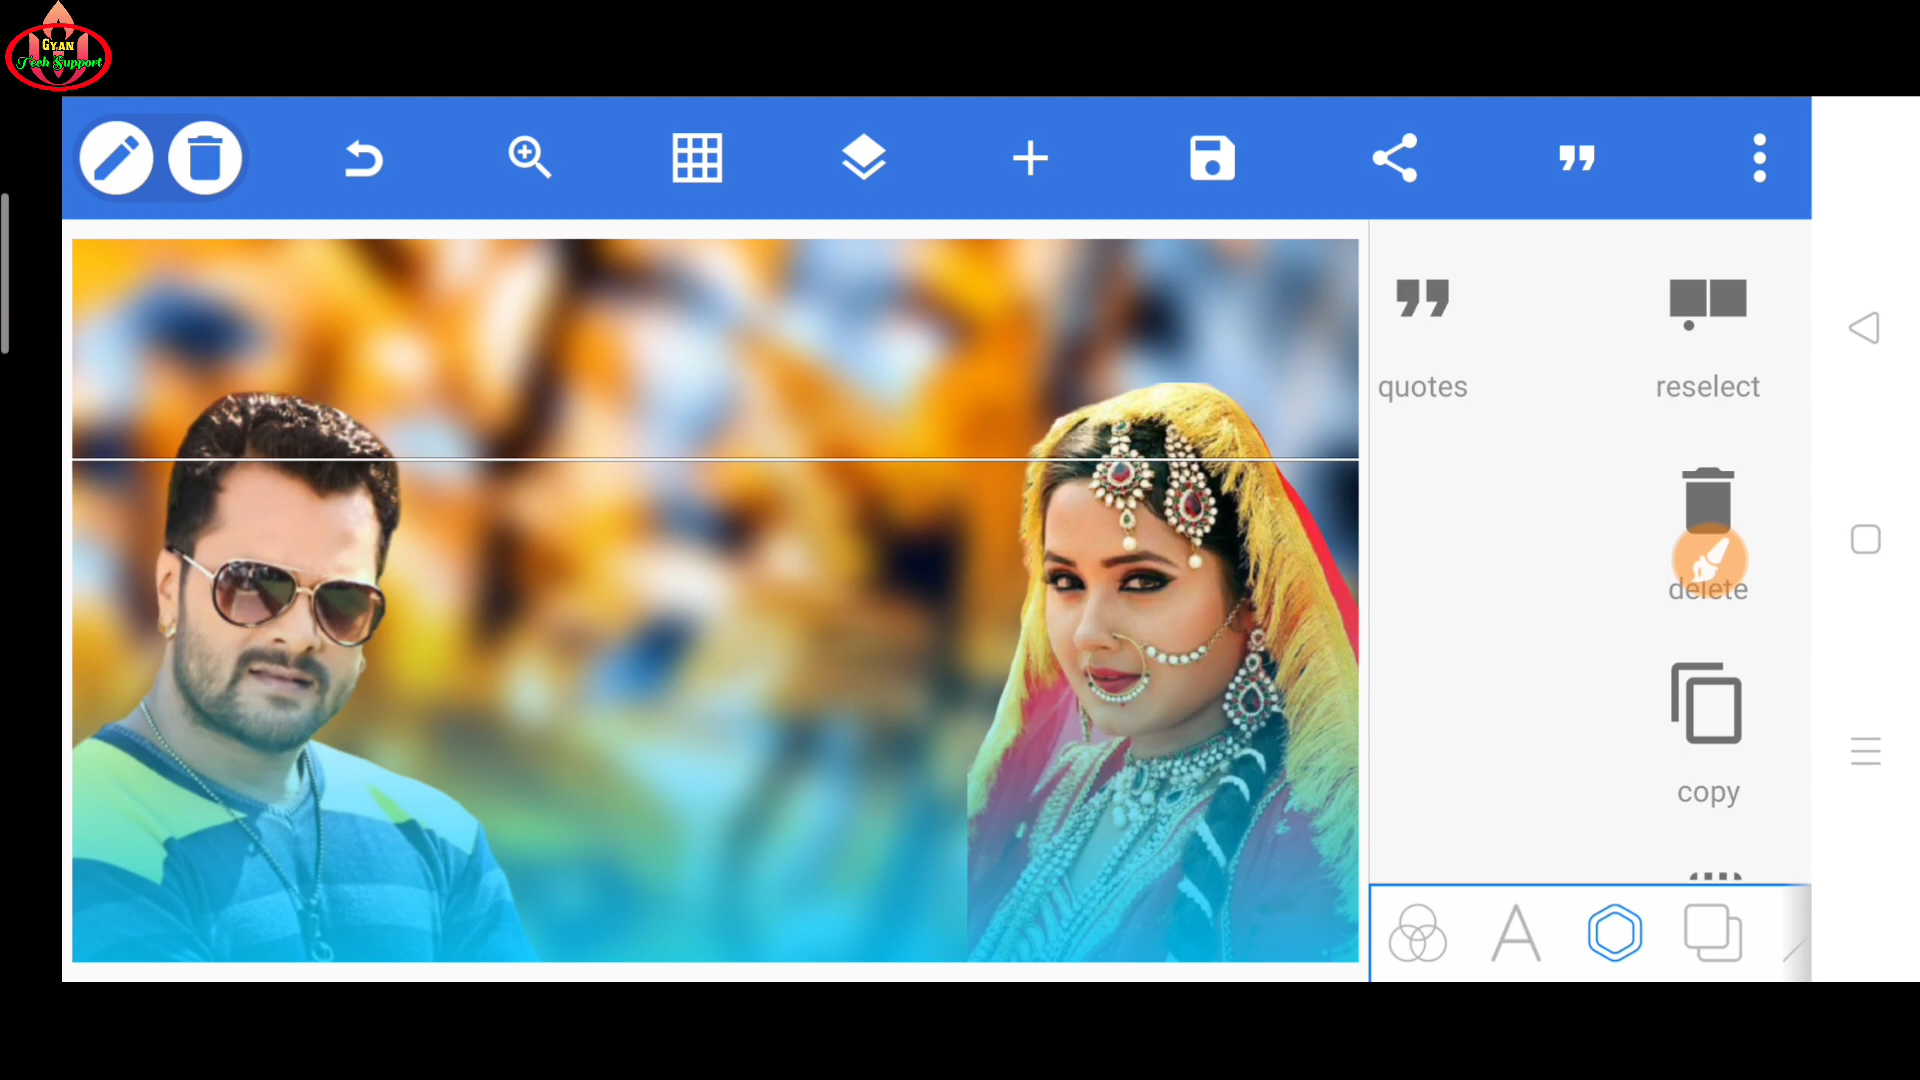 Gyan
Tech Support
quotes
reselect
delete
copy